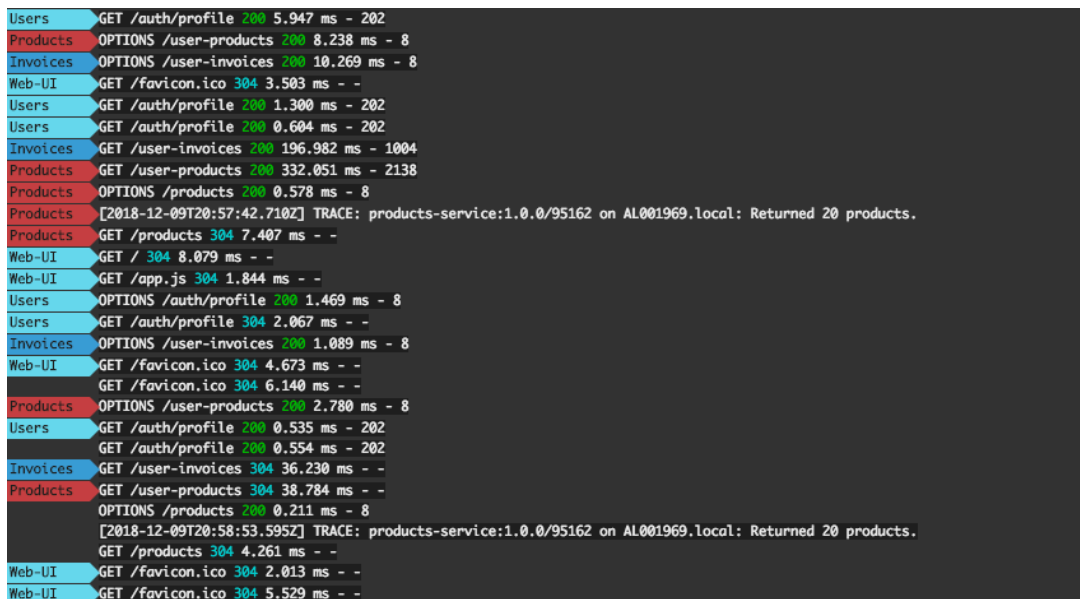 Users GET /auth/profile 200 5.947 ms - 202
Products OPTIONS /user-products 200 8.238 ms - 8
Invoices OPTIONS /user-invoices 200 10.269 ms - 8
Web-UI GET /favicon.ico 304 3.503 ms - -
Users GET /auth/profile 200 1.300 ms - 202
Users GET /auth/profile 200 0.604 ms - 202
Invoices GET /user-invoices 200 196.982 ms - 1004
Products GET /user-products 200 332.051 ms - 2138
Products OPTIONS /products 200 0.578 ms - 8
Products [2018-12-09T20:57:42.710Z] TRACE: products-service:1.0.0/95162 on AL001969.local: Returned 20 products.
Products GET /products 304 7.407 ms - -
Web-UI GET / 304 8.079 ms - -
Web-UI GET /app.js 304 1.844 ms - -
Users OPTIONS /auth/profile 200 1.469 ms - 8
Users GET /auth/profile 304 2.067 ms - -
Invoices OPTIONS /user-invoices 200 1.089 ms - 8
Web-UI GET /favicon.ico 304 4.673 ms - -
GET /favicon.ico 304 6.140 ms - -
Products OPTIONS /user-products 200 2.780 ms - 8
Users GET /auth/profile 200 0.535 ms - 202
GET /auth/profile 200 0.554 ms - 202
Invoices GET /user-invoices 304 36.230 ms - -
Products GET /user-products 304 38.784 ms - -
OPTIONS /products 200 0.211 ms - 8
[2018-12-09T20:58:53.595Z] TRACE: products-service:1.0.0/95162 on AL001969.local: Returned 20 products.
GET /products 304 4.261 ms - -
Web-UI GET /favicon.ico 304 2.013 ms - -
Web-UI GET /favicon.ico 304 5.529 ms - -